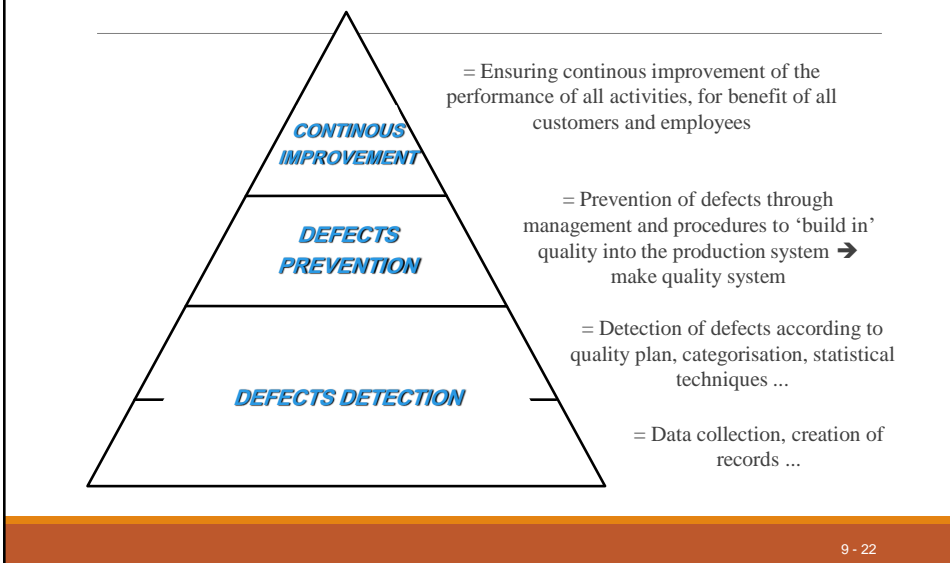 CONTINOUS
IMPROVEMENT
= Ensuring continous improvement of the
performance of all activities, for benefit of all
customers and employees
DEFECTS
PREVENTION
= Prevention of defects through
management and procedures to ‘build in’
quality into the production system ➔
make quality system
DEFECTS DETECTION
= Detection of defects according to
quality plan, categorisation, statistical
techniques ...
= Data collection, creation of
records ...
9 - 22